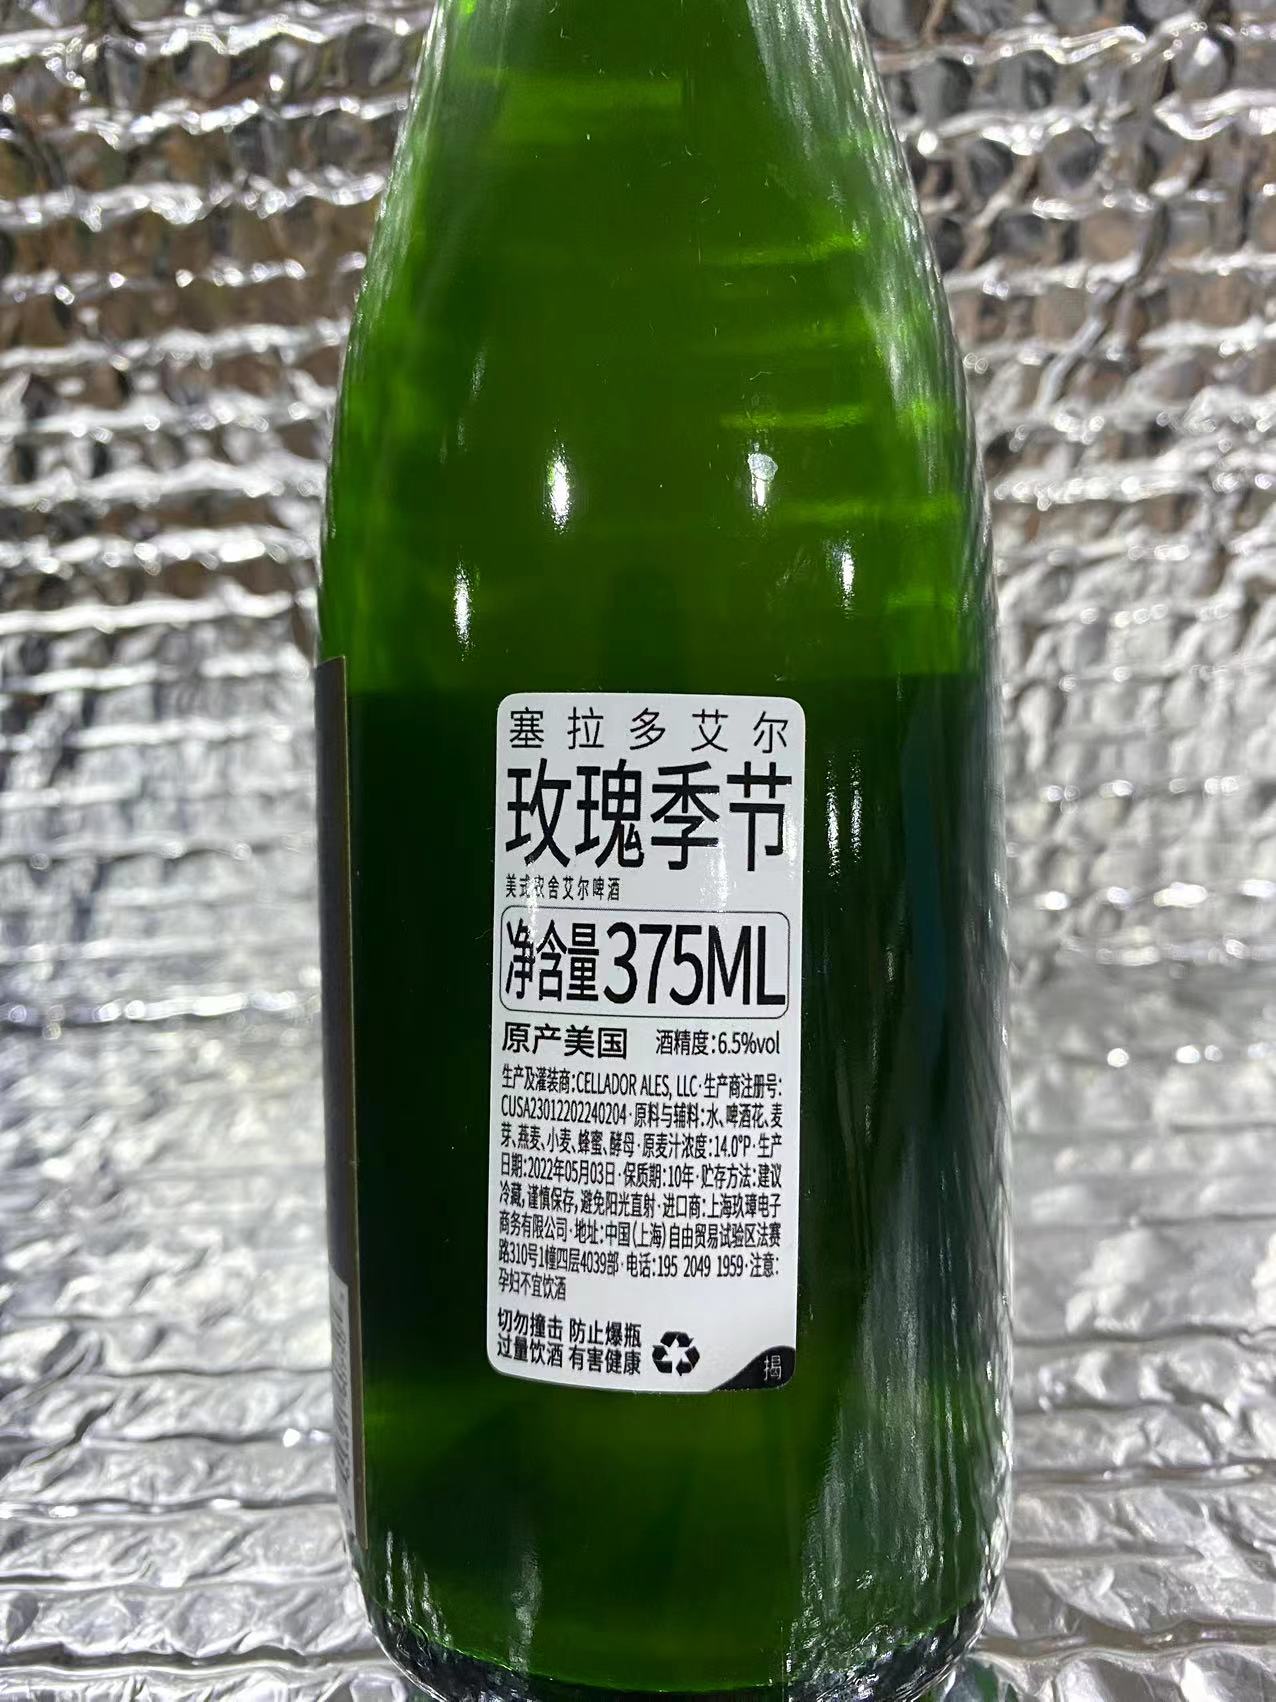 塞拉多艾尔
玫瑰季节
美式农舍艾尔啤酒
净含量375ML
原产美国 酒精度:6.5%vol
生产及灌装商:CELLADOR ALES, LLC·生产商注册号:
CUSA23012202240204·原料与辅料:水、啤酒花、麦
芽、燕麦、小麦、蜂蜜、酵母·原麦汁浓度:14.0°P·生产
日期:2022年05月03日·保质期:10年·贮存方法:建议
冷藏,谨慎保存,避免阳光直射·进口商:上海玖璋电子
商务有限公司·地址:中国(上海)自由贸易试验区法赛
路310号1幢四层4039部·电话:195 2049 1959·注意:
孕妇不宜饮酒
切勿撞击 防止爆瓶
过量饮酒 有害健康
揭